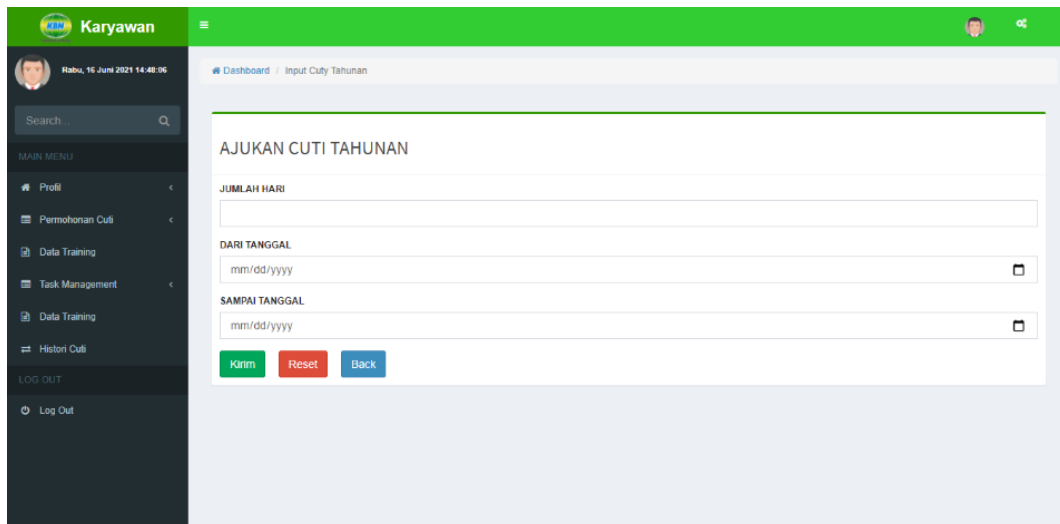 KBN Karyawan
Rabu, 16 Juni 2021 14:48:06
Search...
MAIN MENU
Profil
Permohonan Cuti
Data Training
Task Management
Data Training
Histori Cuti
LOG OUT
Log Out
Dashboard / Input Cuty Tahunan
AJUKAN CUTI TAHUNAN
JUMLAH HARI
DARI TANGGAL
mm/dd/yyyy
SAMPAI TANGGAL
mm/dd/yyyy
Kirim Reset Back